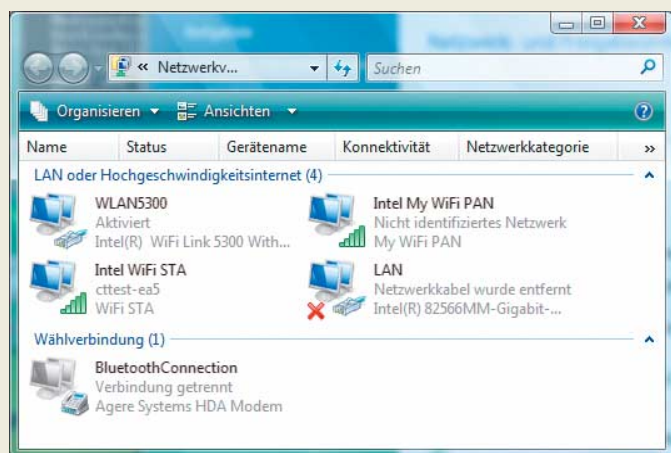 « Netzwerkv...
Suchen
Organisieren
Ansichten
Name Status Gerätename Konnektivität Netzwerkkategorie »
LAN oder Hochgeschwindigkeitsinternet (4)
WLAN5300
Aktiviert
Intel(R) WiFi Link 5300 With...
Intel My WiFi PAN
Nicht identifiziertes Netzwerk
My WiFi PAN
Intel WiFi STA
cttest-ea5
WiFi STA
LAN
Netzwerkkabel wurde entfernt
Intel(R) 82566MM-Gigabit-...
Wählverbindung (1)
BluetoothConnection
Verbindung getrennt
Agere Systems HDA Modem